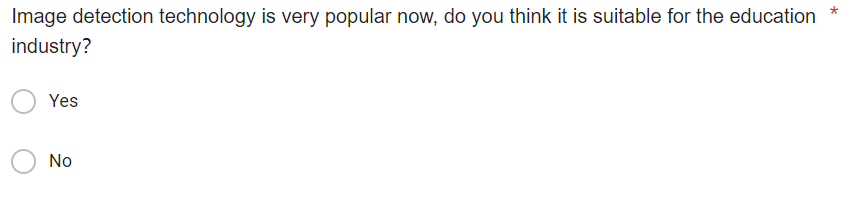 Image detection technology is very popular now, do you think it is suitable for the education *
industry?
Yes
No